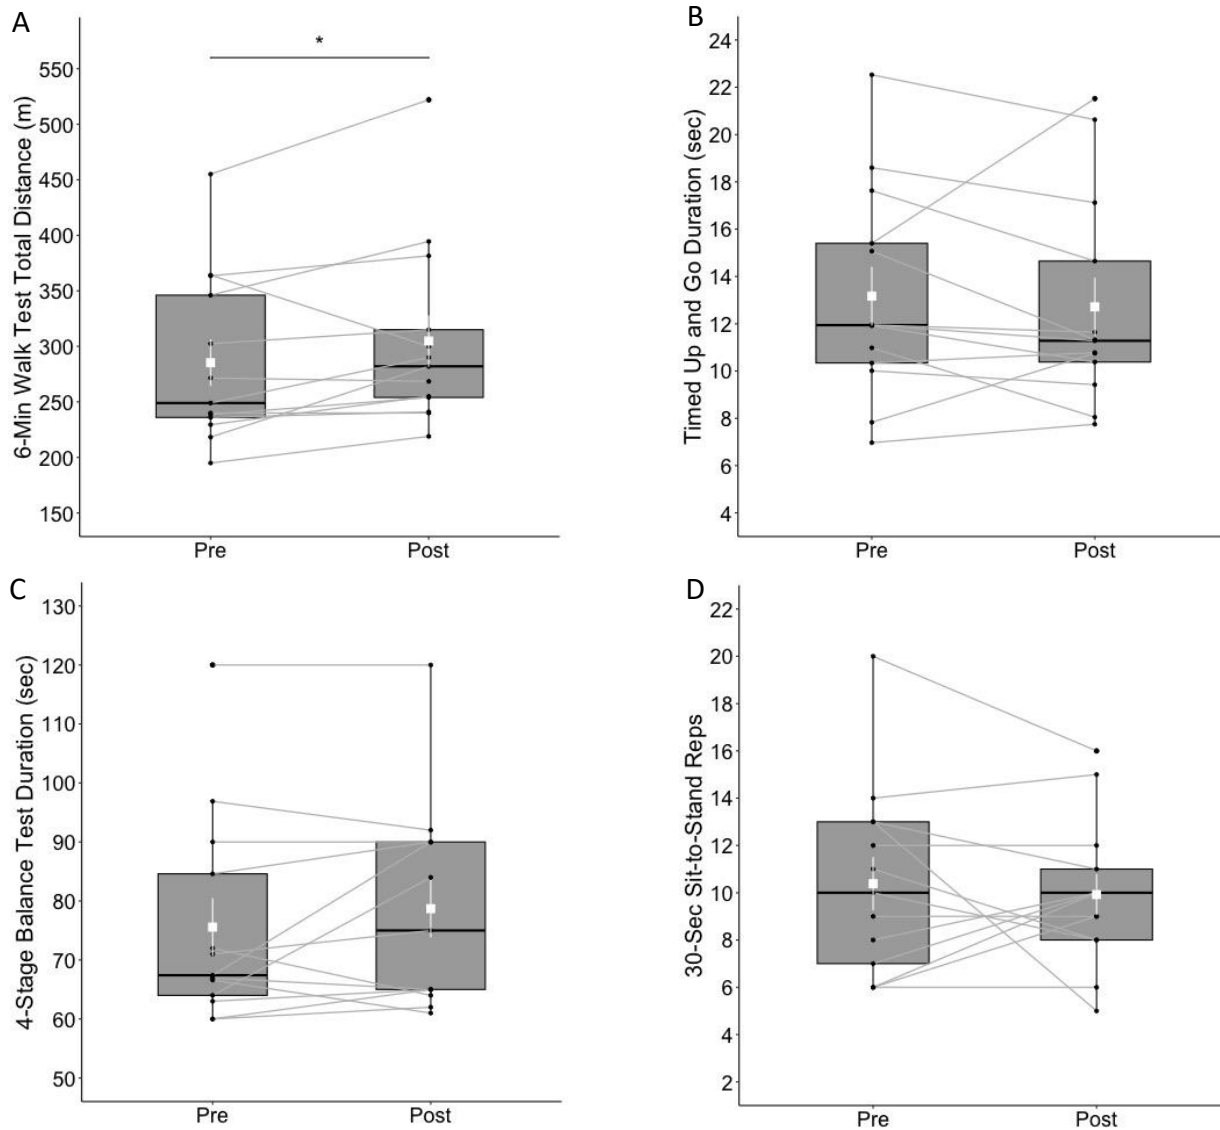 A
*
6-Min Walk Test Total Distance (m)
550
500
450
400
350
300
250
200
150
Pre
Post
B
Timed Up and Go Duration (sec)
24
22
20
18
16
14
12
10
8
6
4
Pre
Post
C
4-Stage Balance Test Duration (sec)
130
120
110
100
90
80
70
60
50
Pre
Post
D
30-Sec Sit-to-Stand Reps
22
20
18
16
14
12
10
8
6
4
2
Pre
Post